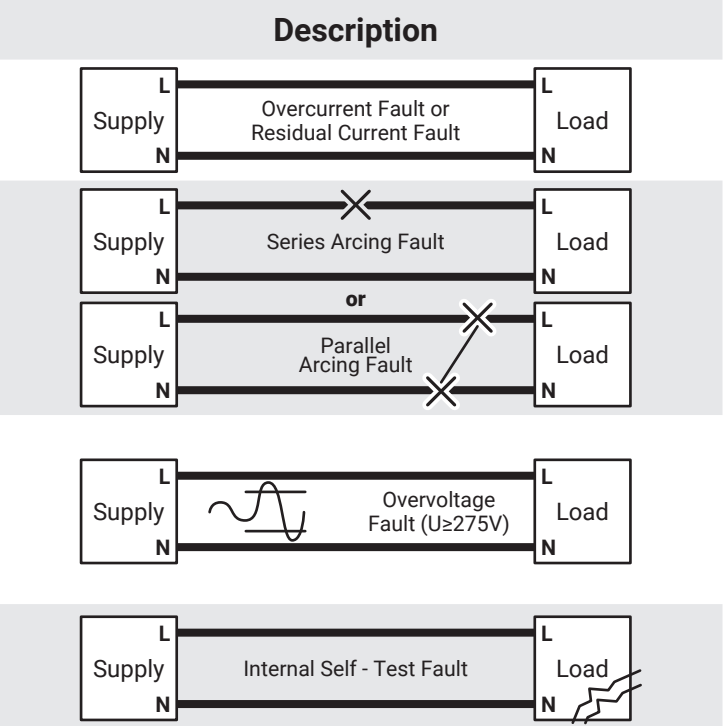 Description
L
L
Supply
Overcurrent Fault or
Residual Current Fault
Load
N
N
L
L
Supply
Series Arcing Fault
Load
N
N
or
L
L
Supply
Parallel
Arcing Fault
Load
N
N
L
L
Supply
Overvoltage
Fault (U≥275V)
Load
N
N
L
L
Supply
Internal Self - Test Fault
Load
N
N